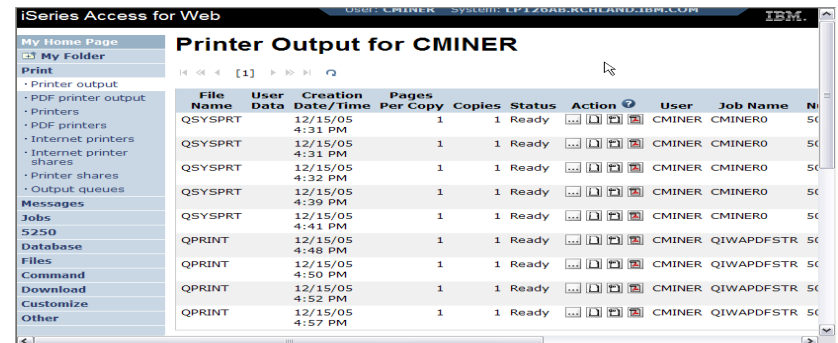 iSeries Access for Web
User: CMINER System: LP126AB.RCHLAND.IBM.COM
IBM.
My Home Page
My Folder
Print
· Printer output
· PDF printer output
· Printers
· PDF printers
· Internet printers
· Internet printer
shares
· Printer shares
· Output queues
Messages
Jobs
5250
Database
Files
Command
Download
Customize
Other
Printer Output for CMINER
[1]
File Name User Data Creation Date/Time Pages Per Copy Copies Status Action ? User Job Name
QSYSPRT 12/15/05 4:31 PM 1 1 Ready ... CMINER CMINER0
QSYSPRT 12/15/05 4:31 PM 1 1 Ready ... CMINER CMINER0
QSYSPRT 12/15/05 4:32 PM 1 1 Ready ... CMINER CMINER0
QSYSPRT 12/15/05 4:39 PM 1 1 Ready ... CMINER CMINER0
QSYSPRT 12/15/05 4:41 PM 1 1 Ready ... CMINER CMINER0
QPRINT 12/15/05 4:48 PM 1 1 Ready ... CMINER QIWAPDFSTR
QPRINT 12/15/05 4:50 PM 1 1 Ready ... CMINER QIWAPDFSTR
QPRINT 12/15/05 4:52 PM 1 1 Ready ... CMINER QIWAPDFSTR
QPRINT 12/15/05 4:57 PM 1 1 Ready ... CMINER QIWAPDFSTR